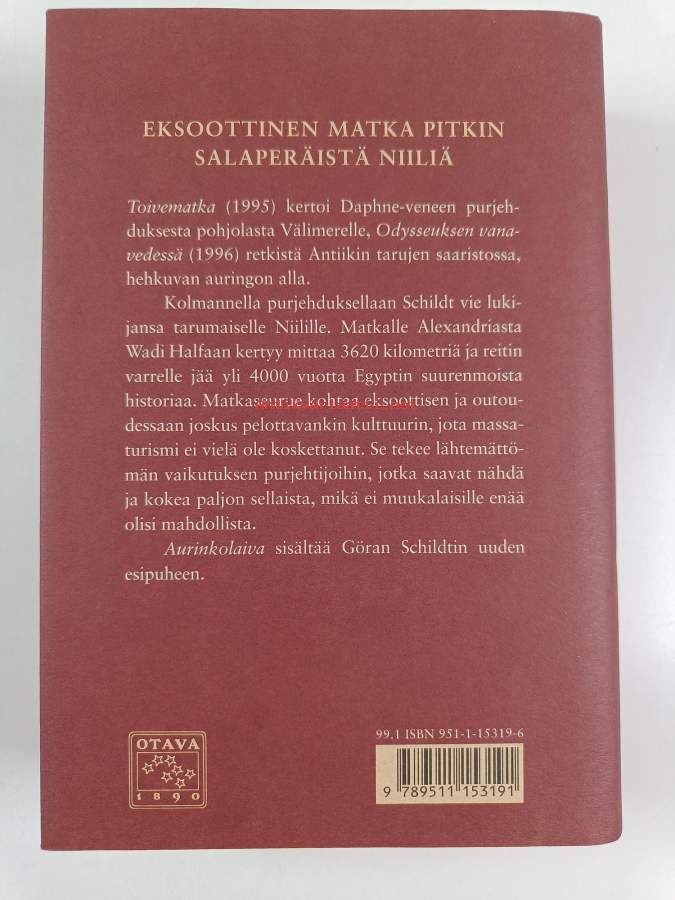 EKSOOTTINEN MATKA PITKIN
SALAPERÄISTÄ NIILIÄ
Toivematka (1995) kertoi Daphne-veneen purjeh-
duksesta pohjolasta Välimerelle, Odysseuksen vana-
vedessä (1996) retkistä Antiikin tarujen saaristossa,
hehkuvan auringon alla.
Kolmannella purjehduksellaan Schildt vie luki-
jansa tarumaiselle Niilille. Matkalle Alexandriasta
Wadi Halfaan kertyy mittaa 3620 kilometriä ja reitin
varrelle jää yli 4000 vuotta Egyptin suurenmoista
historiaa. Matkaseurue kohtaa eksoottisen ja outou-
dessaan joskus pelottavankin kulttuurin, jota massa-
turismi ei vielä ole koskettanut. Se tekee lähtemättö-
män vaikutuksen purjehtijoihin, jotka saavat nähdä
ja kokea paljon sellaista, mikä ei muukalaisille enää
olisi mahdollista.
Aurinkolaiva sisältää Göran Schildtin uuden
esipuheen.
99.1 ISBN 951-1-15319-6
OTAVA
1890
9 789511 153191